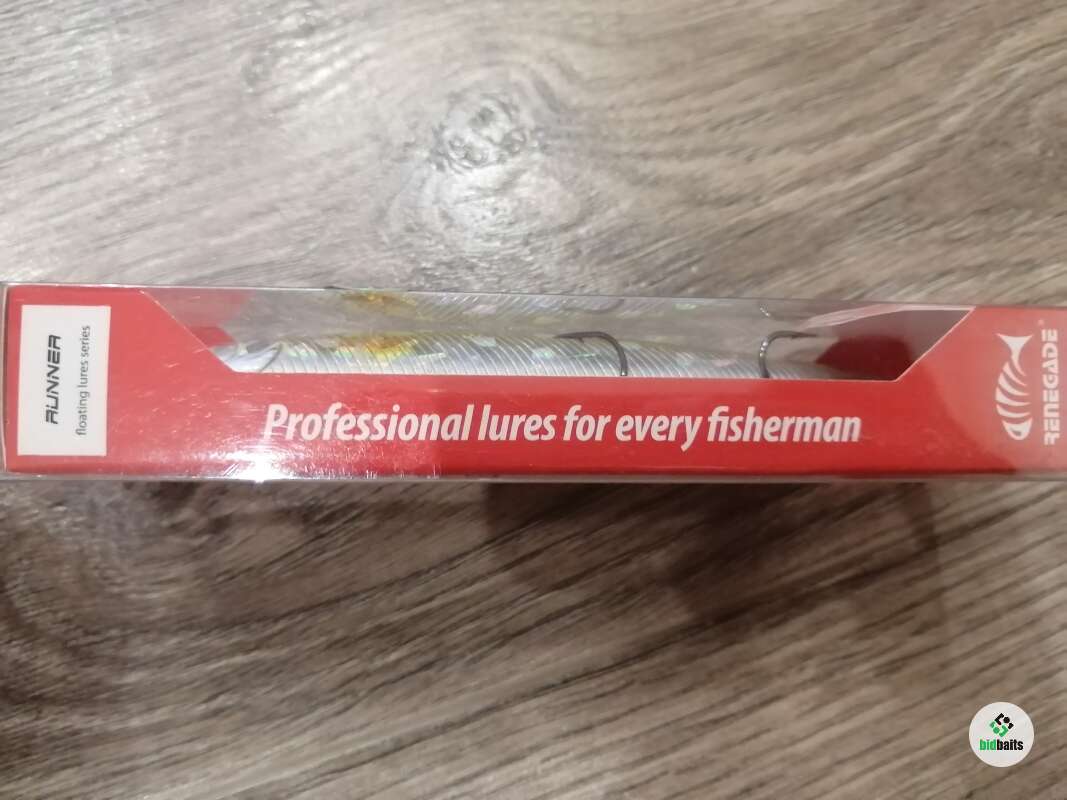 RUNNER
floating lures series
Professional lures for every fisherman
RENEGADE®
bidbaits